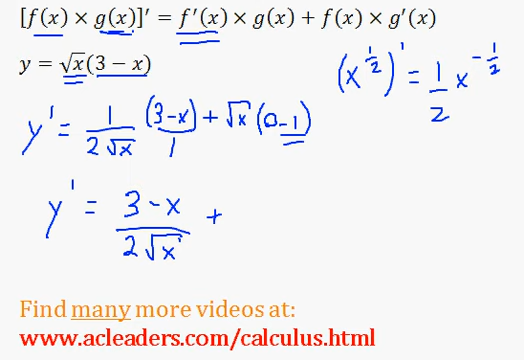 [f(x) × g(x)]′ = f′(x) × g(x) + f(x) × g′(x)
y = √x(3 − x)
(x^{1/2})′ = 1/2 x^{-1/2}
y′ = 1/(2√x) (3-x)/1 + √x (0-1)
y′ = (3-x)/(2√x) +
Find many more videos at:
www.acleaders.com/calculus.html